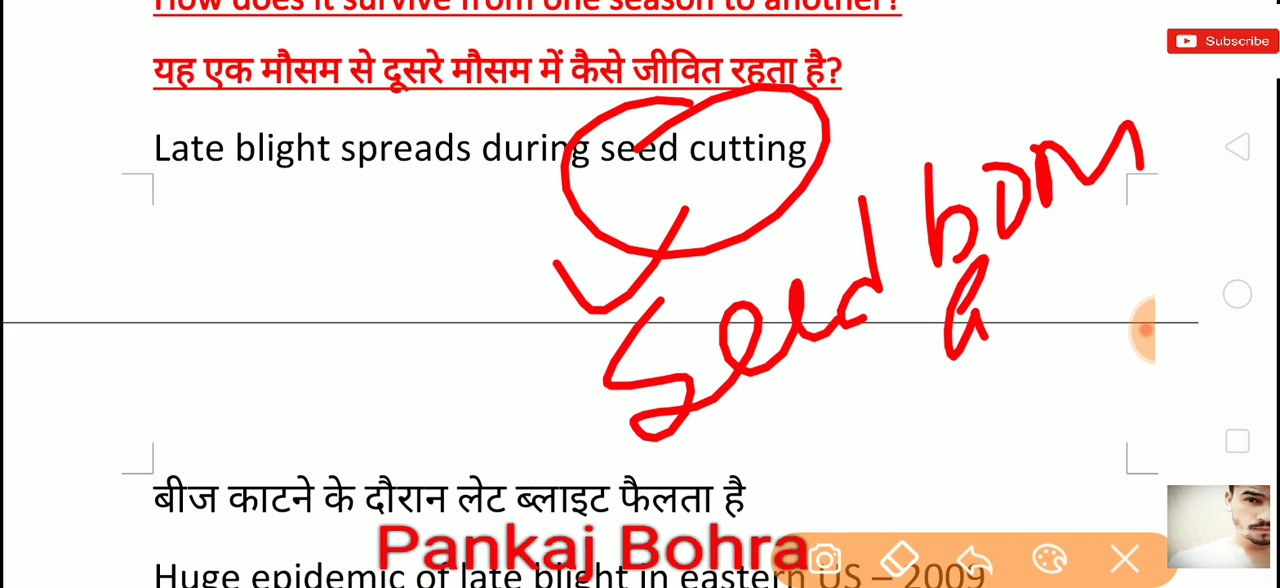 How does it survive from one season to another?
Subscribe
यह एक मौसम से दूसरे मौसम में कैसे जीवित रहता है?
Late blight spreads during seed cutting
Seed born
बीज काटने के दौरान लेट ब्लाइट फैलता है
Pankaj Bohra
Huge epidemic of late blight in eastern US – 2009